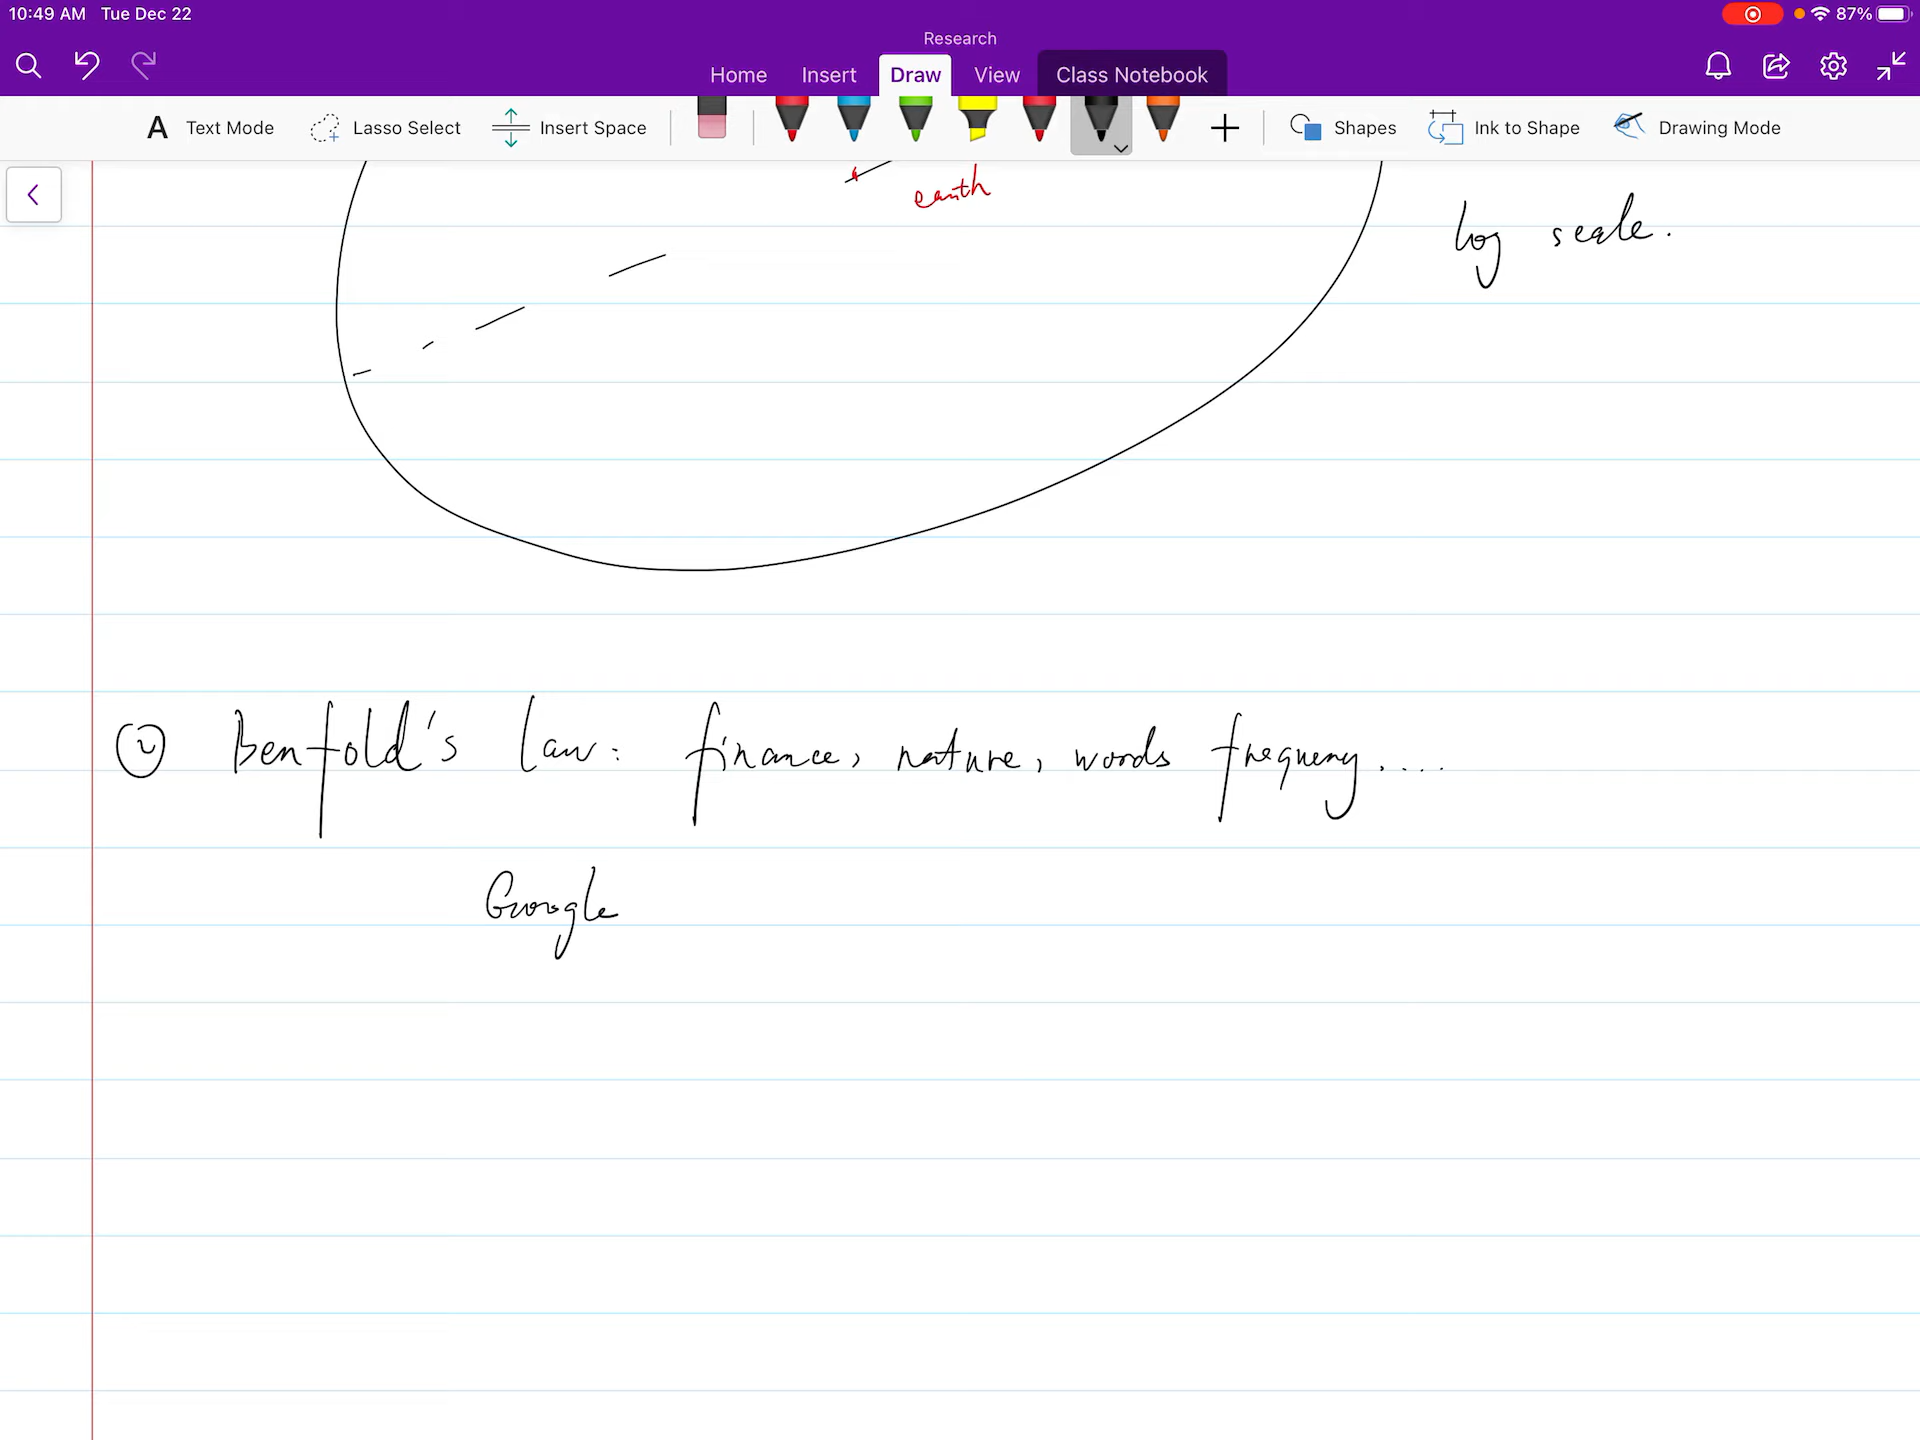 10:49 AM Tue Dec 22
87%
Research
Home Insert Draw View Class Notebook
A Text Mode Lasso Select Insert Space Shapes Ink to Shape Drawing Mode
earth
log scale.
② Benfold's law: finance, nature, words frequency....
Google